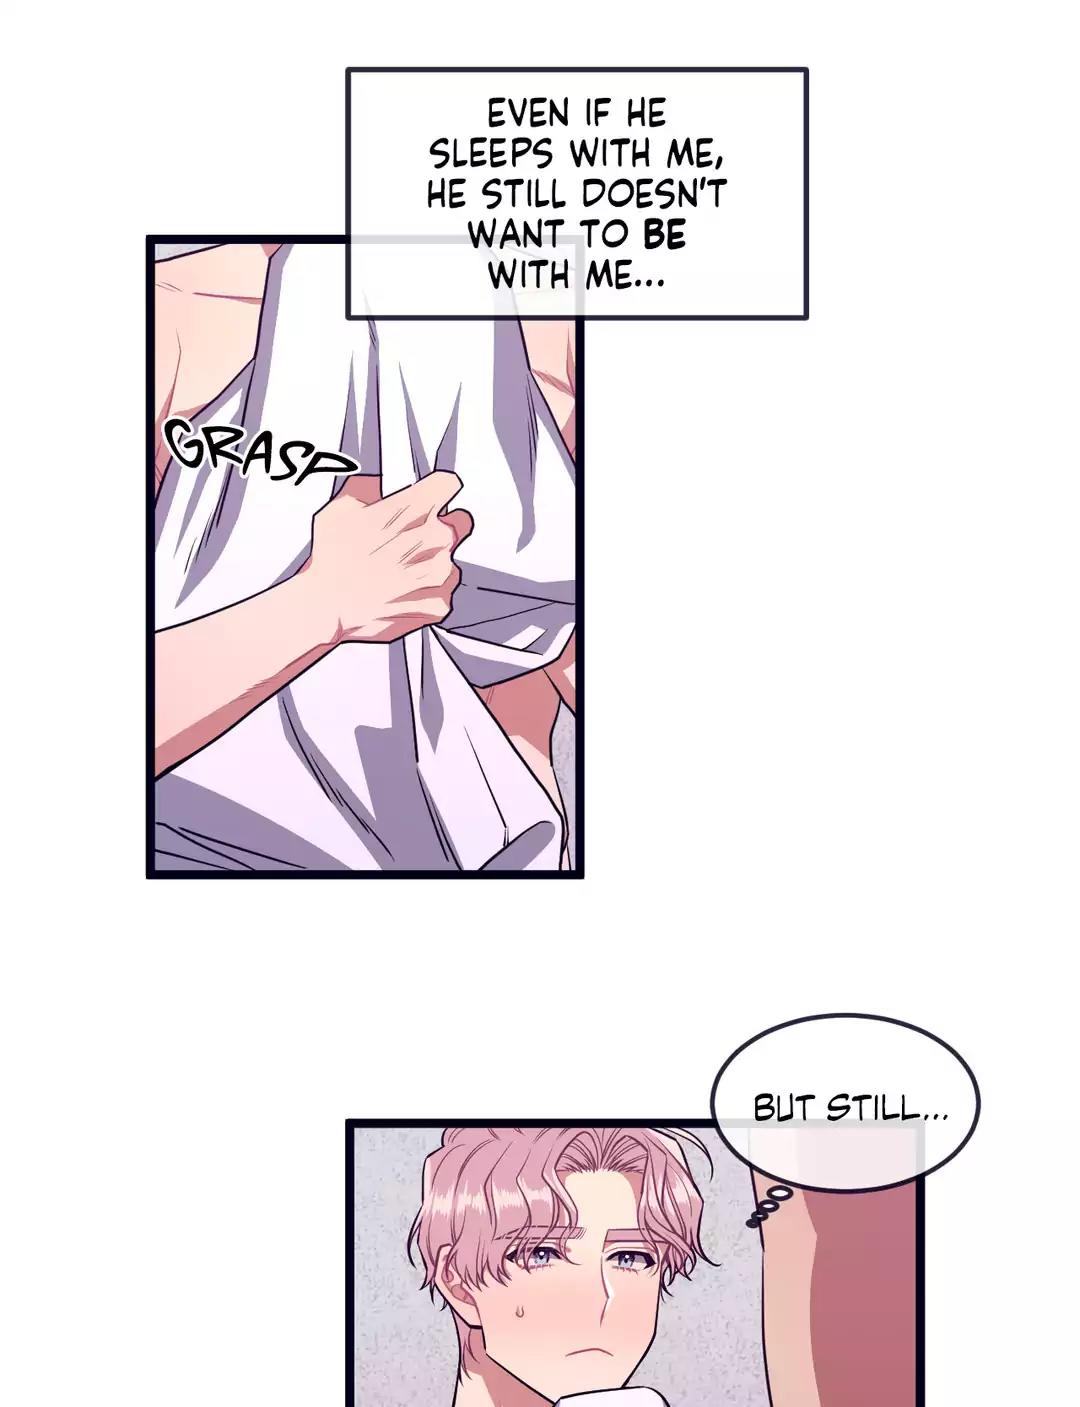 EVEN IF HE
SLEEPS WITH ME,
HE STILL DOESN'T
WANT TO BE
WITH ME...
GRASP
BUT STILL...